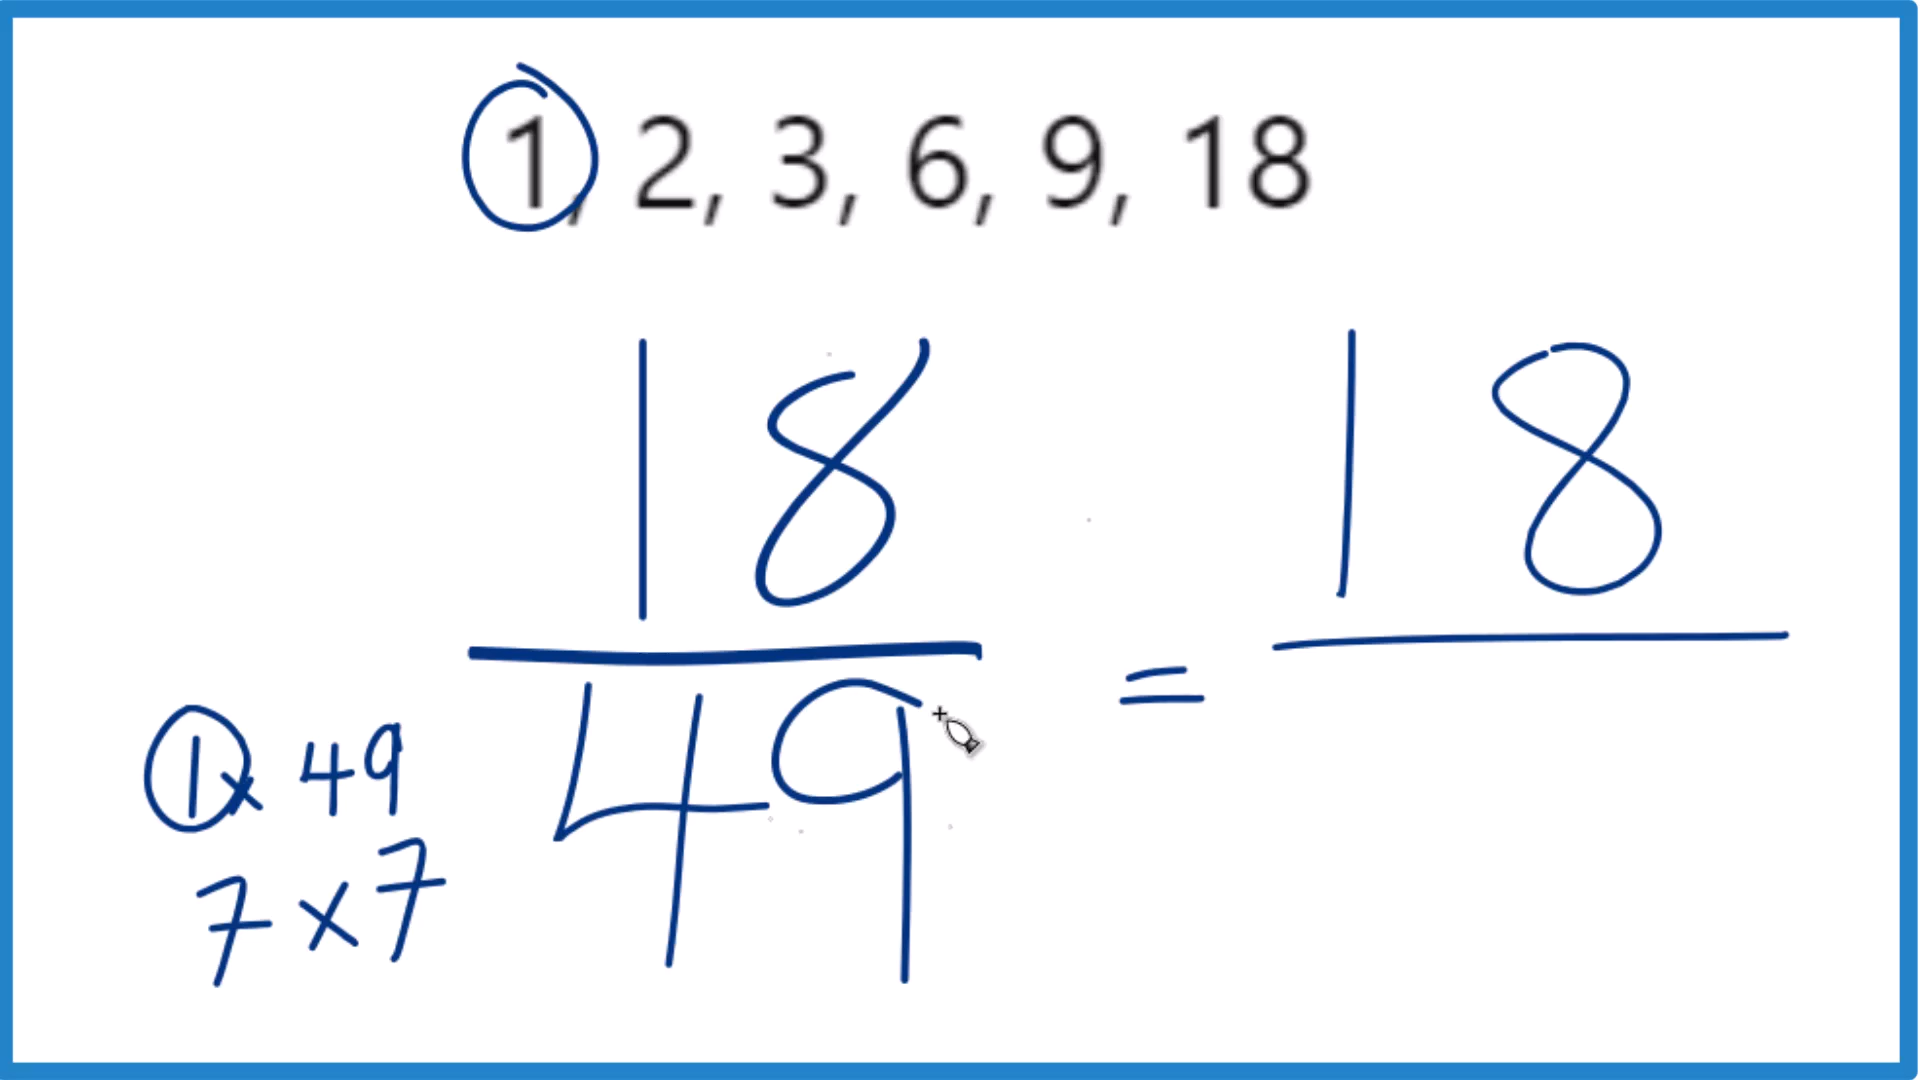 1, 2, 3, 6, 9, 18
18 = 18
49
1 x 49
7 x 7